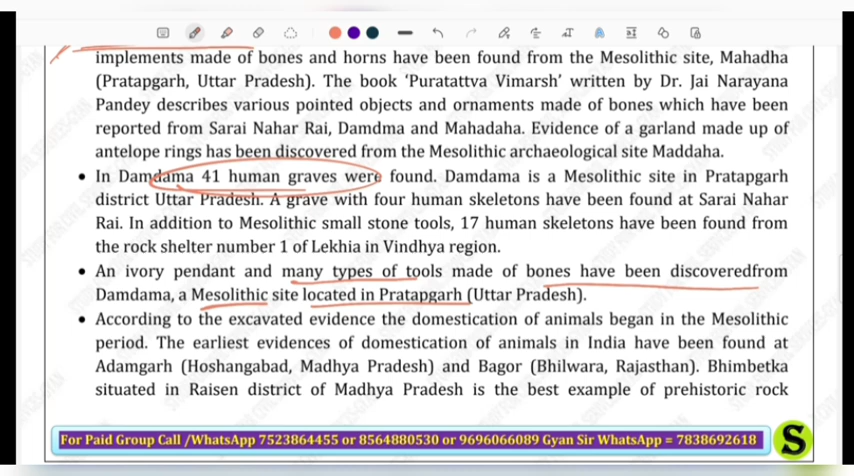 implements made of bones and horns have been found from the Mesolithic site, Mahadha
(Pratapgarh, Uttar Pradesh). The book ‘Puratattva Vimarsh’ written by Dr. Jai Narayana
Pandey describes various pointed objects and ornaments made of bones which have been
reported from Sarai Nahar Rai, Damdma and Mahadaha. Evidence of a garland made up of
antelope rings has been discovered from the Mesolithic archaeological site Maddaha.
• In Damdama 41 human graves were found. Damdama is a Mesolithic site in Pratapgarh
district Uttar Pradesh. A grave with four human skeletons have been found at Sarai Nahar
Rai. In addition to Mesolithic small stone tools, 17 human skeletons have been found from
the rock shelter number 1 of Lekhia in Vindhya region.
• An ivory pendant and many types of tools made of bones have been discoveredfrom
Damdama, a Mesolithic site located in Pratapgarh (Uttar Pradesh).
• According to the excavated evidence the domestication of animals began in the Mesolithic
period. The earliest evidences of domestication of animals in India have been found at
Adamgarh (Hoshangabad, Madhya Pradesh) and Bagor (Bhilwara, Rajasthan). Bhimbetka
situated in Raisen district of Madhya Pradesh is the best example of prehistoric rock
For Paid Group Call /WhatsApp 7523864455 or 8564880530 or 9696066089 Gyan Sir WhatsApp = 7838692618
S